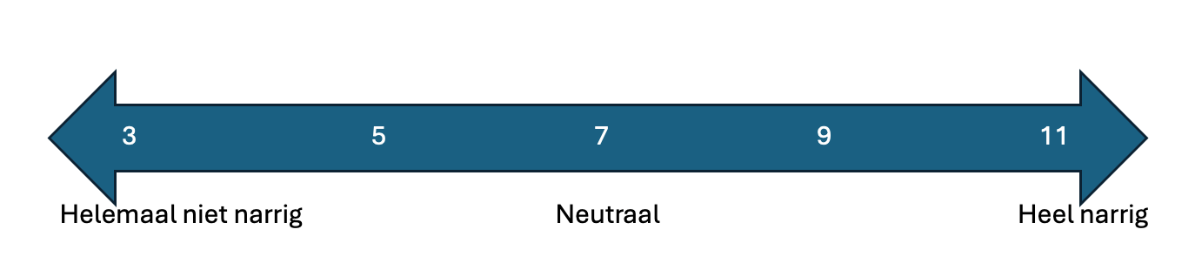 3 5 7 9 11
Helemaal niet narrig Neutraal Heel narrig